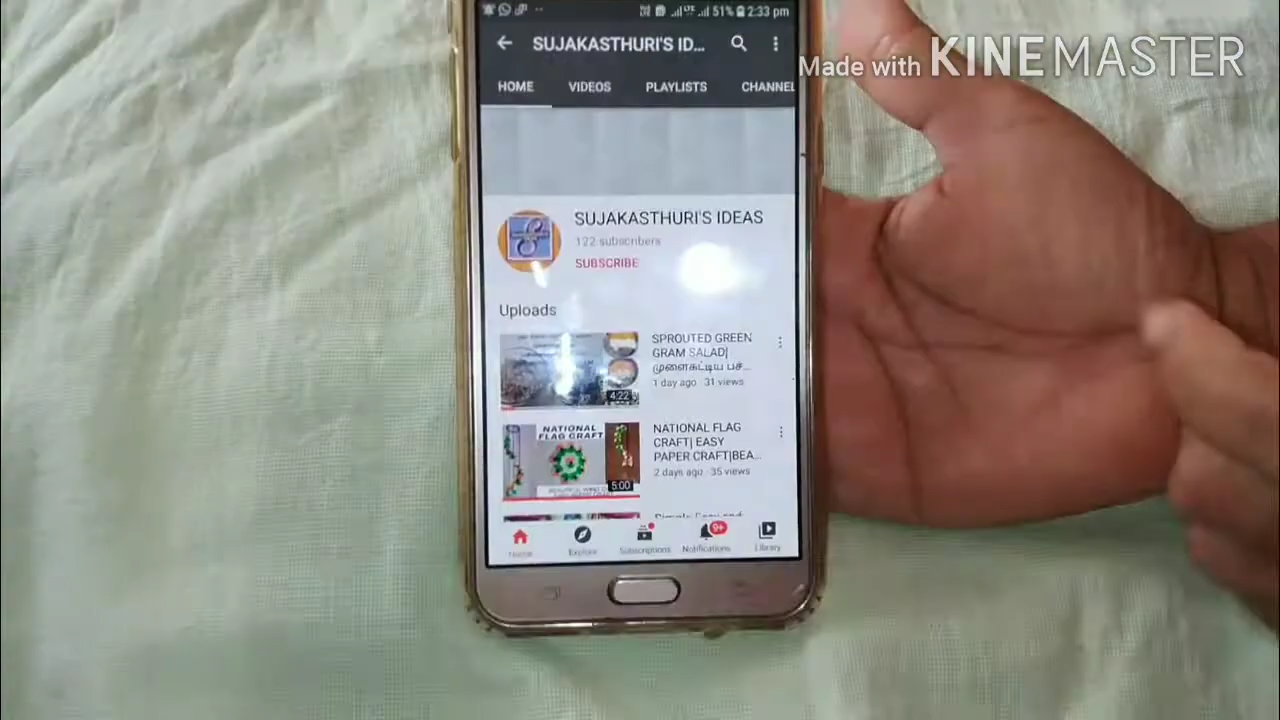 51% 2:33 pm
SUJAKASTHURI'S ID...
Made with KINEMASTER
HOME VIDEOS PLAYLISTS CHANNEL
SUJAKASTHURI'S IDEAS
122 subscribers
SUBSCRIBE
Uploads
SPROUTED GREEN
GRAM SALAD|
முளைகட்டிய பச்...
1 day ago · 31 views
4:22
NATIONAL
FLAG CRAFT
5:00
NATIONAL FLAG
CRAFT| EASY
PAPER CRAFT|BEA...
2 days ago · 35 views
9+
Home Explore Subscriptions Notifications Library